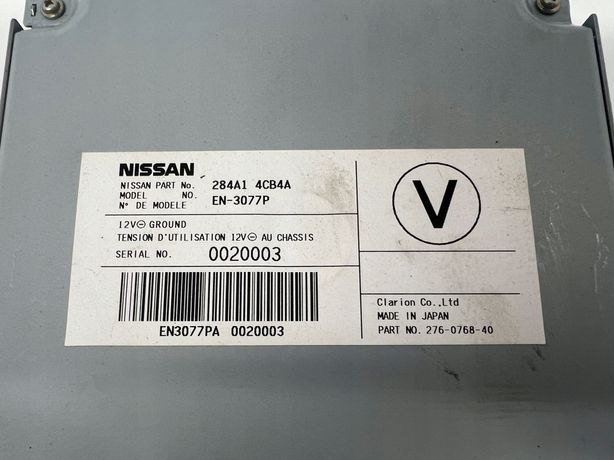 NISSAN
NISSAN PART No. 284A1 4CB4A
MODEL NO. EN-3077P
N° DE MODELE
12V⊖ GROUND
TENSION D'UTILISATION 12V⊖ AU CHASSIS
SERIAL NO. 0020003
EN3077PA 0020003
V
Clarion Co.,Ltd
MADE IN JAPAN
PART NO. 276-0768-40